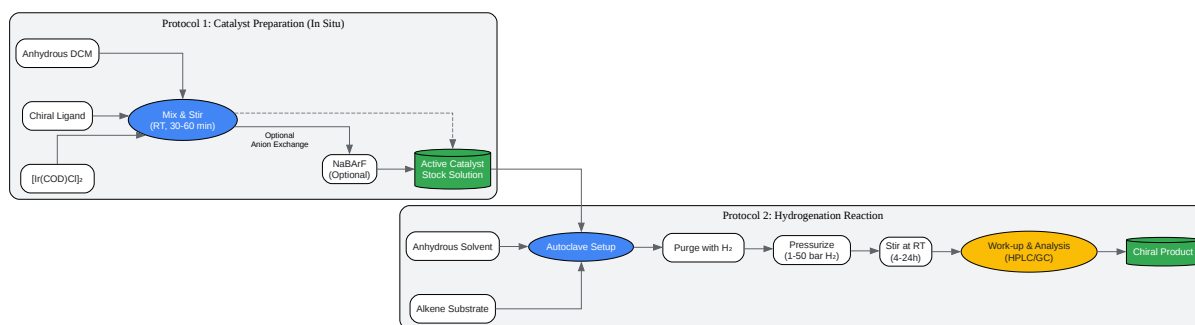 Protocol 1: Catalyst Preparation (In Situ)
Anhydrous DCM
Chiral Ligand
Mix & Stir
(RT, 30-60 min)
[Ir(COD)Cl]₂
Optional
Anion Exchange
NaBArF
(Optional)
Active Catalyst
Stock Solution
Protocol 2: Hydrogenation Reaction
Anhydrous Solvent
Autoclave Setup
Alkene Substrate
Purge with H₂
Pressurize
(1-50 bar H₂)
Stir at RT
(4-24h)
Work-up & Analysis
(HPLC/GC)
Chiral Product